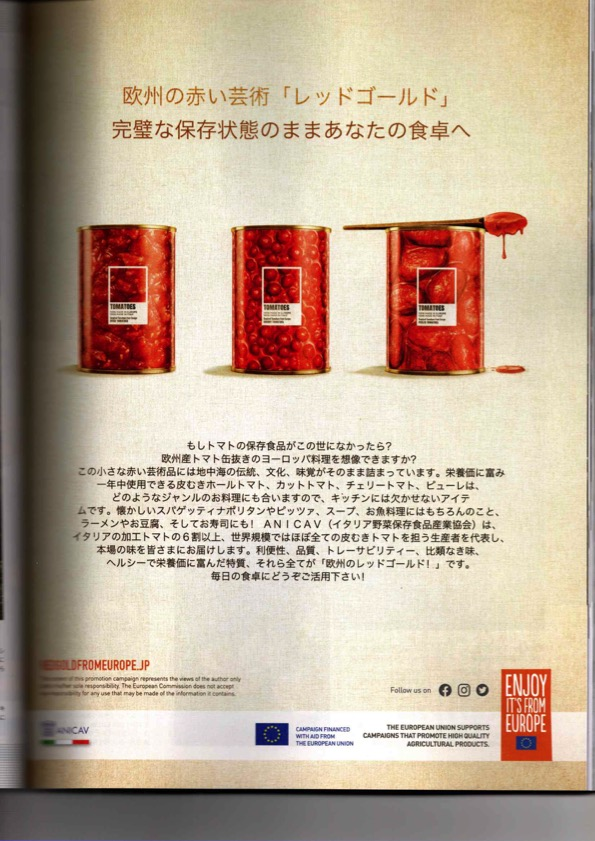 欧州の赤い芸術「レッドゴールド」
完璧な保存状態のままあなたの食卓へ
TOMATOES
TOMATOES
TOMATOES
もしトマトの保存食品がこの世になかったら?
欧州産トマト缶抜きのヨーロッパ料理を想像できますか?
この小さな赤い芸術品には地中海の伝統、文化、味覚がそのまま詰まっています。栄養価に富み
一年中使用できる皮むきホールトマト、カットトマト、チェリートマト、ピューレは、
どのようなジャンルのお料理にも合いますので、キッチンには欠かせないアイテ
ムです。懐かしいスパゲッティナポリタンやピッツァ、スープ、お魚料理にはもちろんのこと、
ラーメンやお豆腐、そしてお寿司にも! ANICAV(イタリア野菜保存食品産業協会)は、
イタリアの加工トマトの6割以上、世界規模ではほぼ全ての皮むきトマトを担う生産者を代表し、
本場の味を皆さまにお届けします。利便性、品質、トレーサビリティー、比類なき味、
ヘルシーで栄養価に富んだ特質、それら全てが「欧州のレッドゴールド!」です。
毎日の食卓にどうぞご活用下さい!
REDGOLDFROMEUROPE.JP
of this promotion campaign represents the views of the author only
sole responsibility. The European Commission does not accept
responsibility for any use that may be made of the information it contains.
Follow us on
ENJOY
IT'S FROM
EUROPE
ANICAV
CAMPAIGN FINANCED
WITH AID FROM
THE EUROPEAN UNION
THE EUROPEAN UNION SUPPORTS
CAMPAIGNS THAT PROMOTE HIGH QUALITY
AGRICULTURAL PRODUCTS.